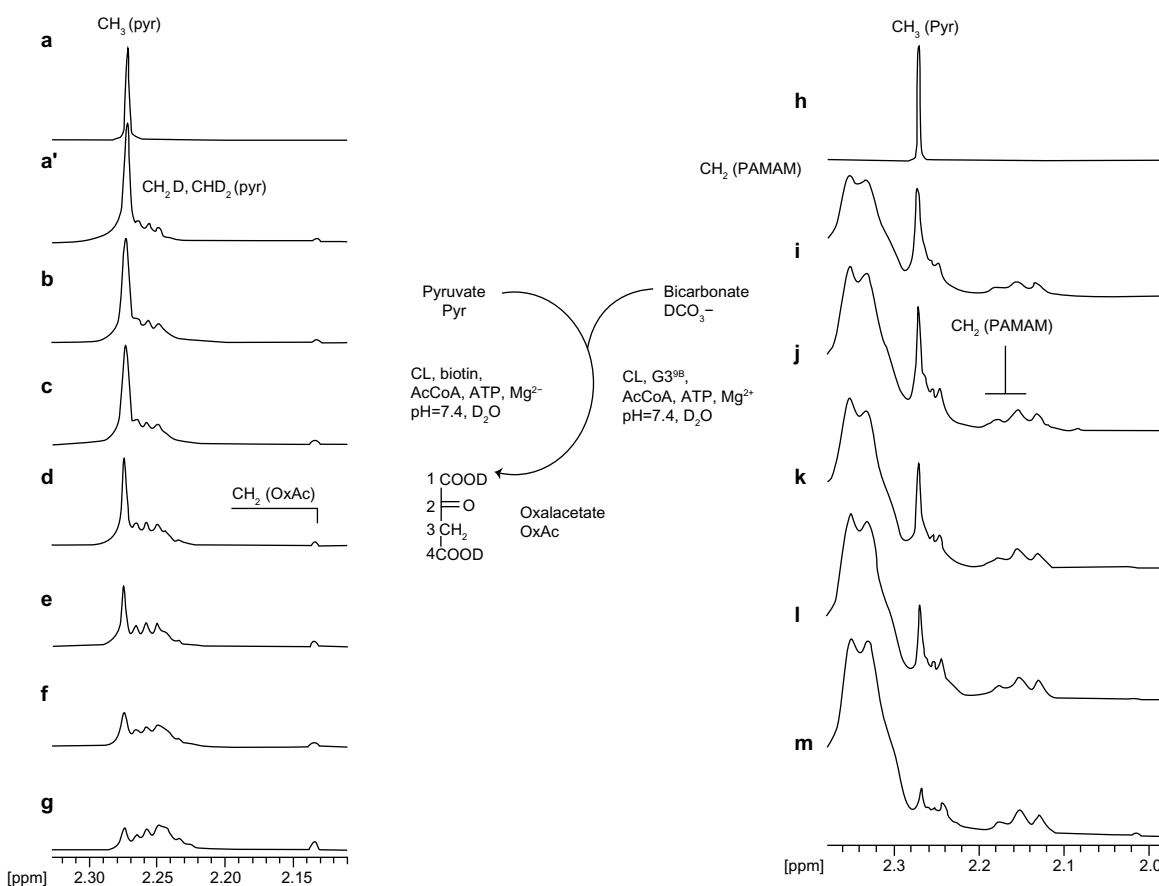 CH3 (pyr)
a
a'
CH2D, CHD2 (pyr)
b
c
d
CH2 (OxAc)
e
f
g
[ppm] 2.30 2.25 2.20 2.15
Pyruvate
Pyr
Bicarbonate
DCO3−
CL, biotin,
AcCoA, ATP, Mg2−
pH=7.4, D2O
CL, G39B,
AcCoA, ATP, Mg2+
pH=7.4, D2O
1 COOD
2 O
3 CH2
4 COOD
Oxalacetate
OxAc
CH3 (Pyr)
h
CH2 (PAMAM)
i
CH2 (PAMAM)
j
k
l
m
[ppm] 2.3 2.2 2.1 2.0